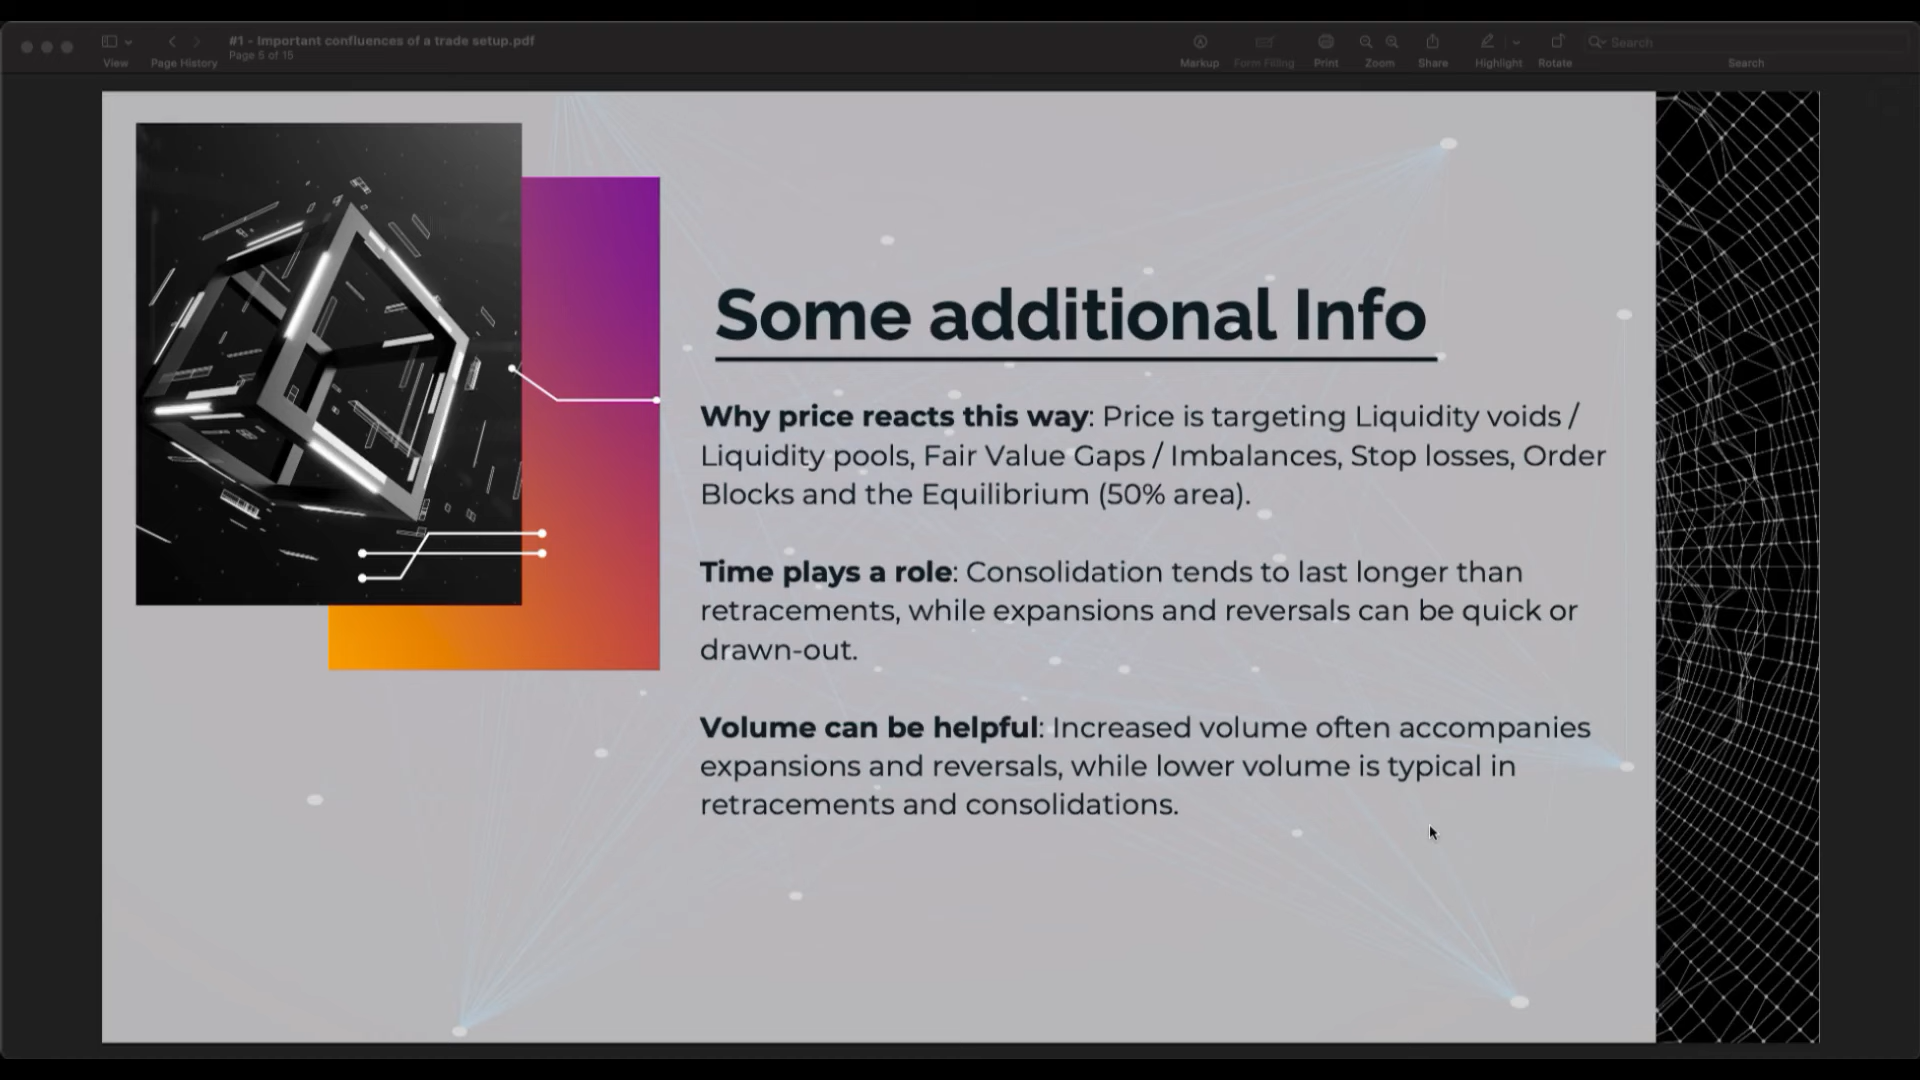 #1 - Important confluences of a trade setup.pdf
Page 5 of 15
View
Page History
Markup
Form Filling
Print
Zoom
Share
Highlight
Rotate
Search
Search
Some additional Info
Why price reacts this way: Price is targeting Liquidity voids /
Liquidity pools, Fair Value Gaps / Imbalances, Stop losses, Order
Blocks and the Equilibrium (50% area).
Time plays a role: Consolidation tends to last longer than
retracements, while expansions and reversals can be quick or
drawn-out.
Volume can be helpful: Increased volume often accompanies
expansions and reversals, while lower volume is typical in
retracements and consolidations.